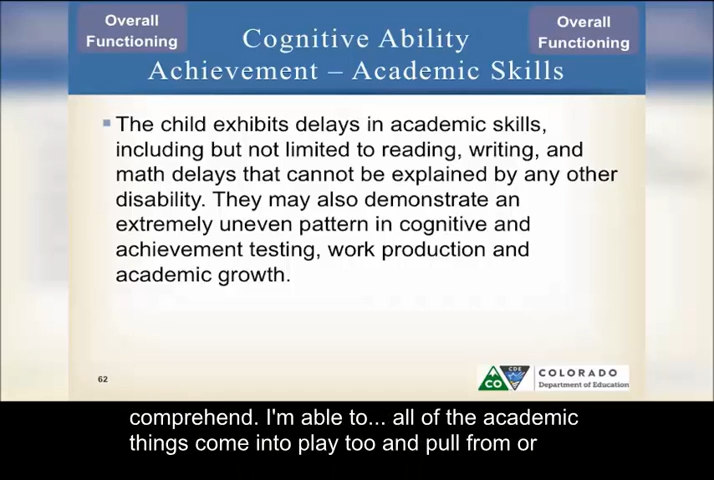 Overall
Functioning
Cognitive Ability
Achievement – Academic Skills
Overall
Functioning
The child exhibits delays in academic skills,
including but not limited to reading, writing, and
math delays that cannot be explained by any other
disability. They may also demonstrate an
extremely uneven pattern in cognitive and
achievement testing, work production and
academic growth.
62
CO
CDE
COLORADO
Department of Education
comprehend. I'm able to... all of the academic
things come into play too and pull from or